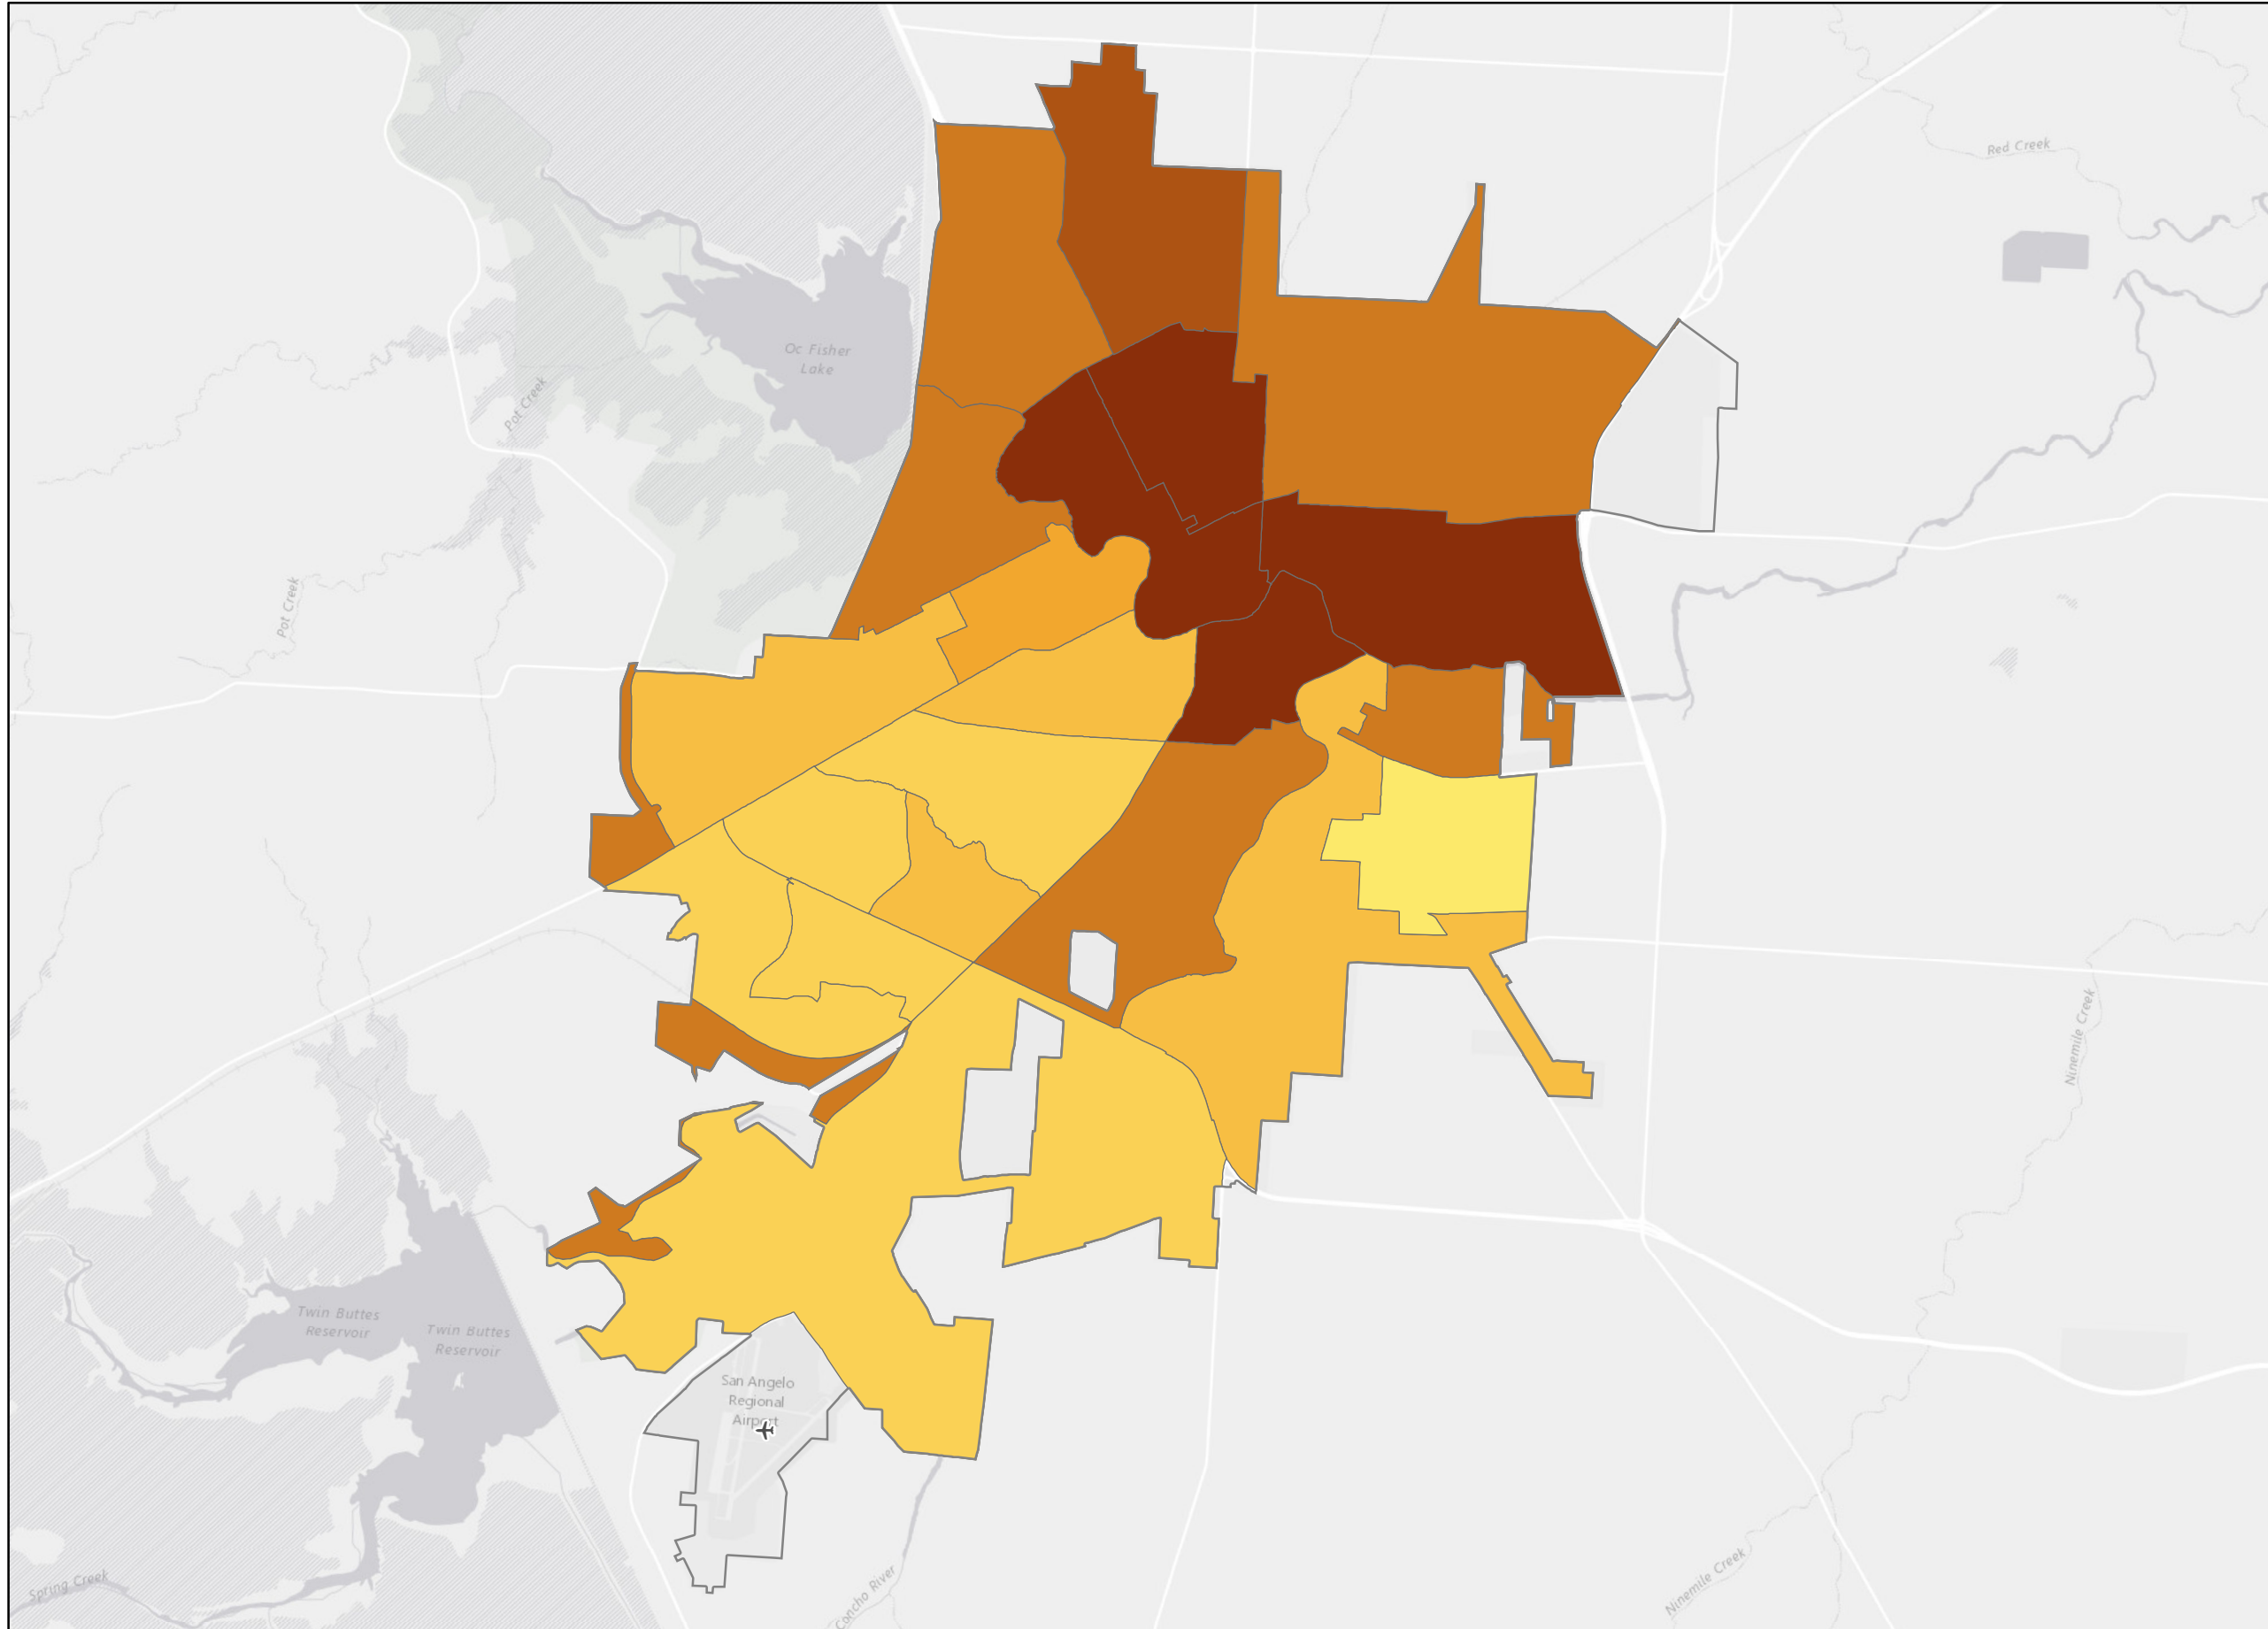 Red Creek
Oc Fisher
Lake
Pot Creek
Pot Creek
Ninemile Creek
Twin Buttes
Reservoir
Twin Buttes
Reservoir
San Angelo
Regional
Airport
Spring Creek
Concho River
Ninemile Creek